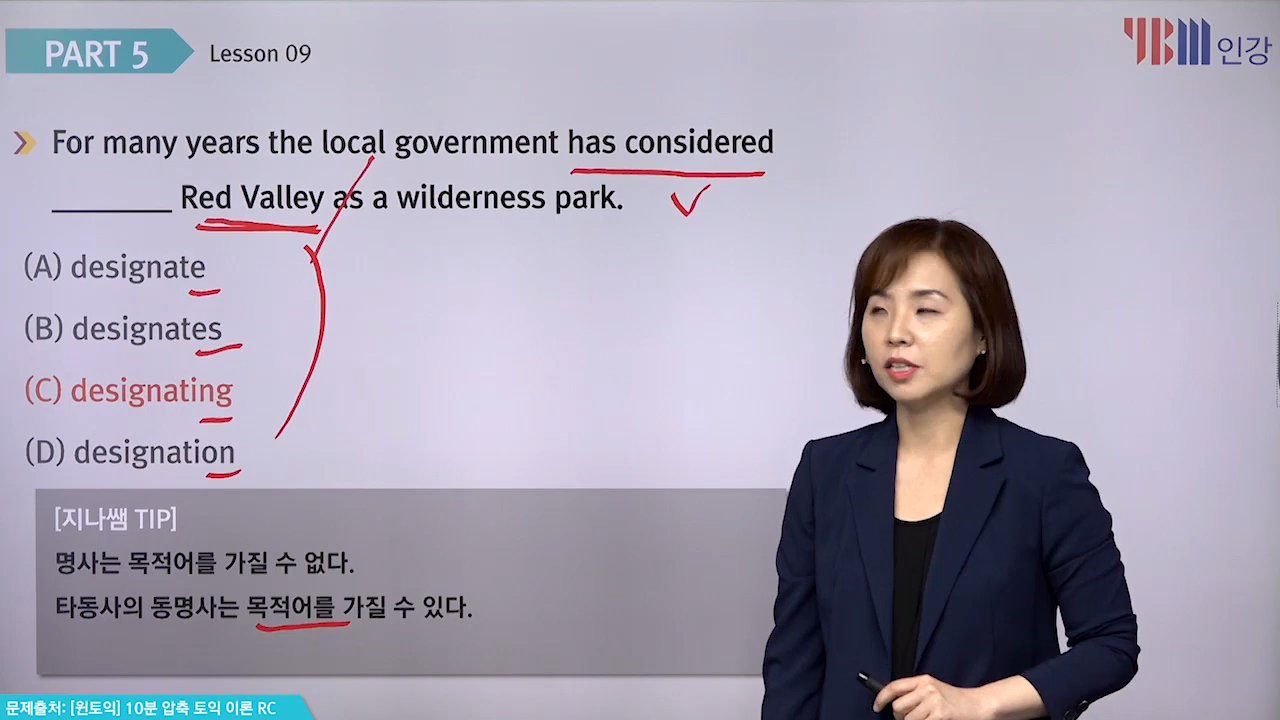 PART 5
Lesson 09
YBM 인강
For many years the local government has considered
________ Red Valley as a wilderness park.
(A) designate
(B) designates
(C) designating
(D) designation
[지나쌤 TIP]
명사는 목적어를 가질 수 없다.
타동사의 동명사는 목적어를 가질 수 있다.
문제출처: [윈토익] 10분 압축 토익 이론 RC